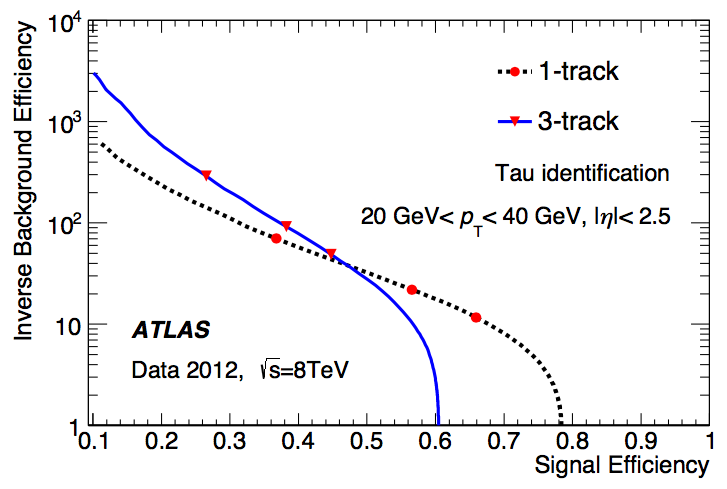 10⁴
10³
10²
10
1
Inverse Background Efficiency
1-track
3-track
Tau identification
20 GeV< p_T< 40 GeV, |η|< 2.5
ATLAS
Data 2012, √s=8TeV
0.1 0.2 0.3 0.4 0.5 0.6 0.7 0.8 0.9 1
Signal Efficiency